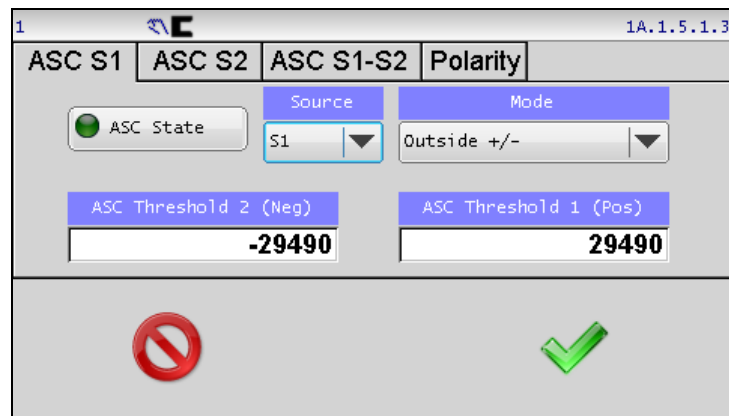 1 1A.1.5.1.3
ASC S1 ASC S2 ASC S1-S2 Polarity
Source Mode
ASC State S1 Outside +/-
ASC Threshold 2 (Neg) ASC Threshold 1 (Pos)
-29490 29490